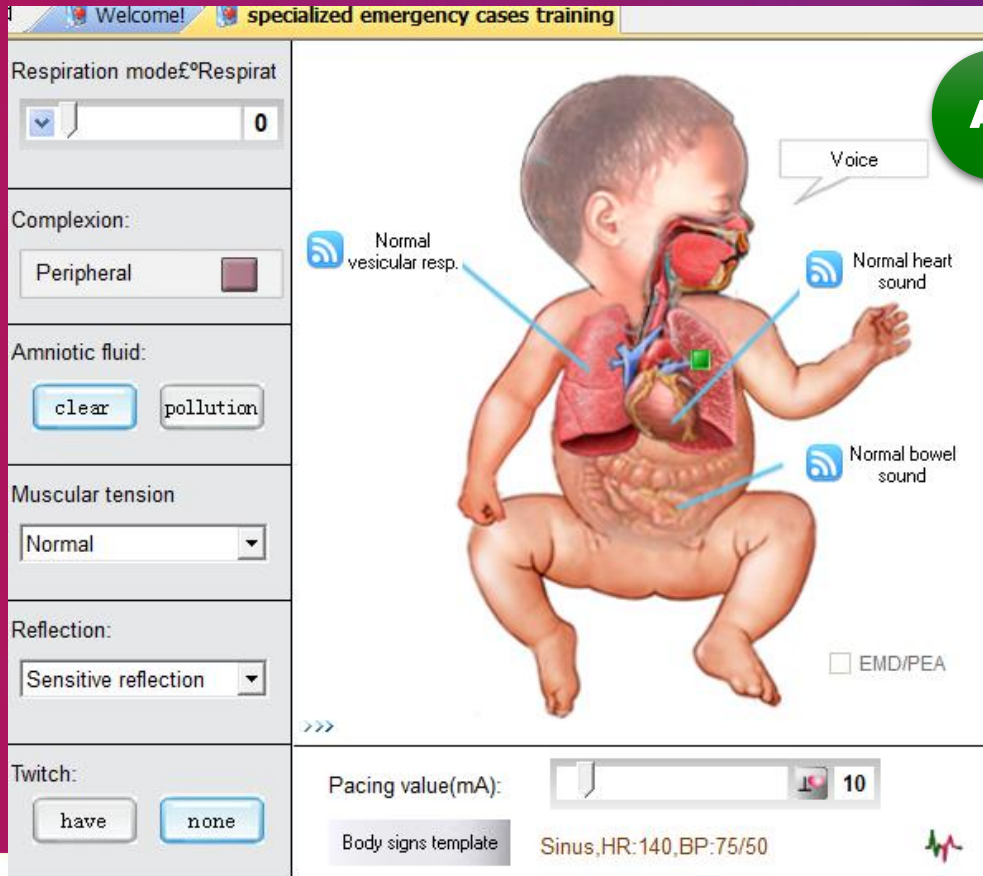 Welcome!
specialized emergency cases training
Respiration mode£ºRespirat
0
Complexion:
Peripheral
Amniotic fluid:
clear
pollution
Muscular tension
Normal
Reflection:
Sensitive reflection
Twitch:
have
none
Voice
Normal
vesicular resp.
Normal heart
sound
Normal bowel
sound
EMD/PEA
>>>
Pacing value(mA):
10
Body signs template
Sinus,HR:140,BP:75/50